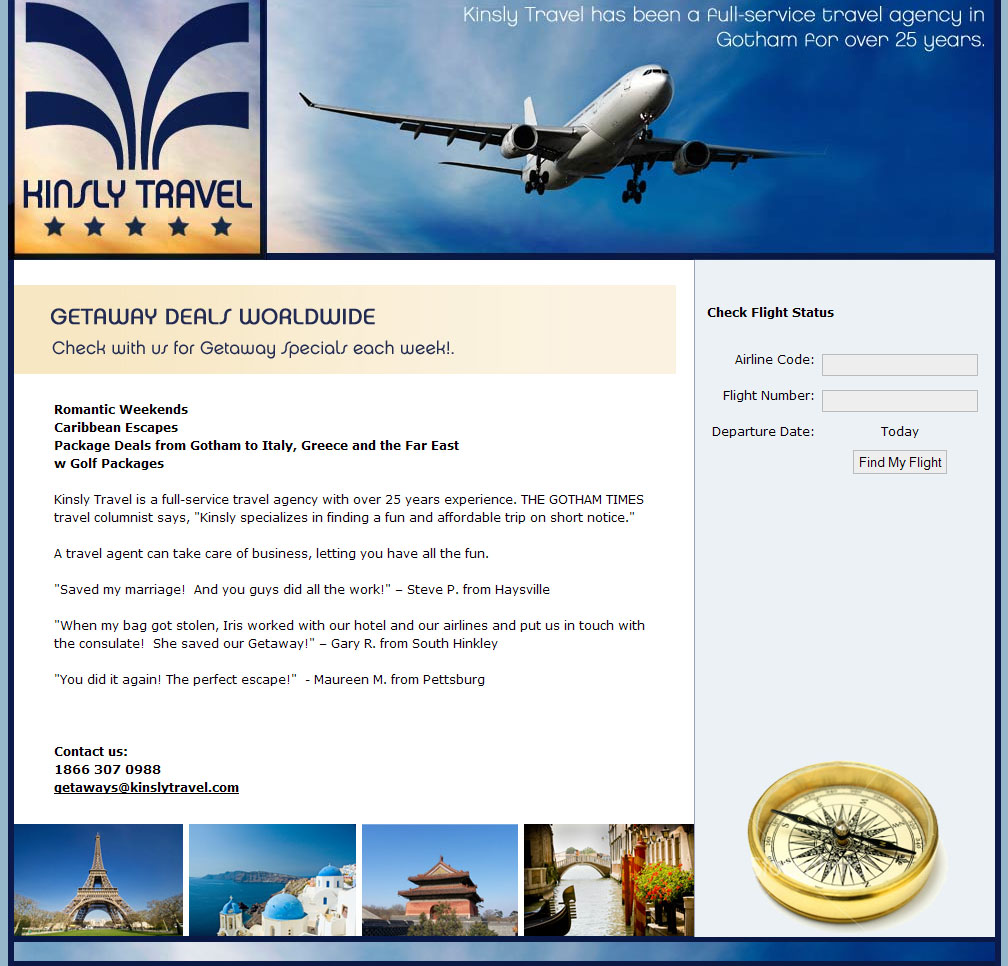 Kinsly Travel has been a full-service travel agency in
Gotham for over 25 years.
KINSLY TRAVEL
GETAWAY DEALS WORLDWIDE
Check with us for Getaway Specials each week!.
Romantic Weekends
Caribbean Escapes
Package Deals from Gotham to Italy, Greece and the Far East
w Golf Packages
Kinsly Travel is a full-service travel agency with over 25 years experience. THE GOTHAM TIMES
travel columnist says, "Kinsly specializes in finding a fun and affordable trip on short notice."
A travel agent can take care of business, letting you have all the fun.
"Saved my marriage!  And you guys did all the work!" – Steve P. from Haysville
"When my bag got stolen, Iris worked with our hotel and our airlines and put us in touch with
the consulate!  She saved our Getaway!" – Gary R. from South Hinkley
"You did it again! The perfect escape!"  - Maureen M. from Pettsburg
Contact us:
1866 307 0988
getaways@kinslytravel.com
Check Flight Status
Airline Code:
Flight Number:
Departure Date: Today
Find My Flight